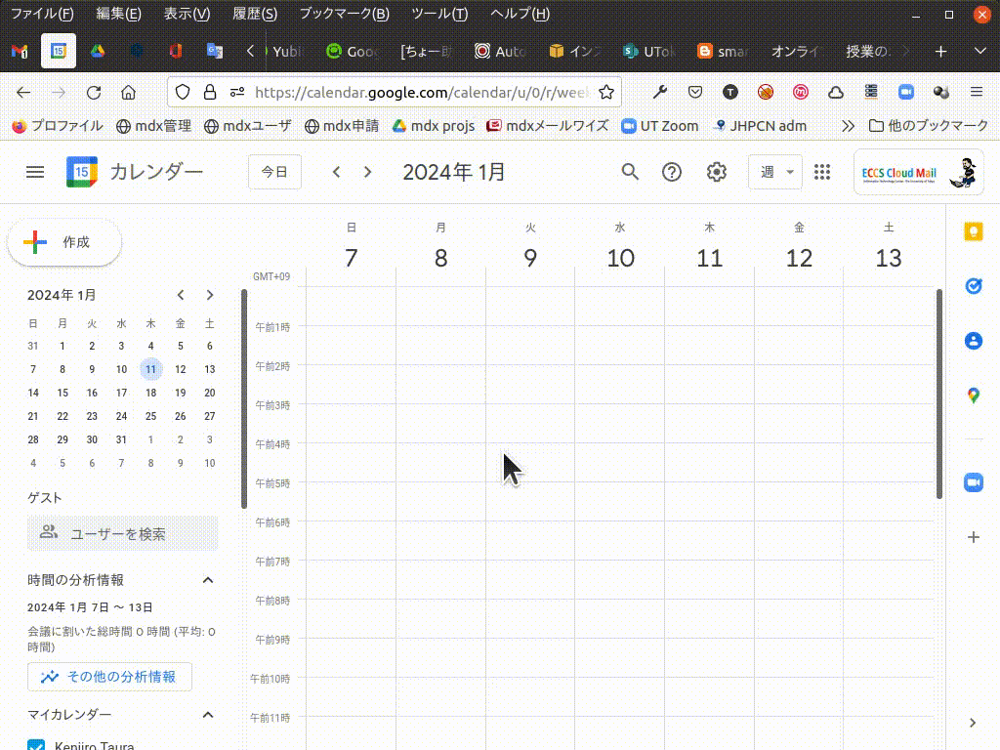 ファイル(F) 編集(E) 表示(V) 履歴(S) ブックマーク(B) ツール(T) ヘルプ(H)
15 Yubi Goo [ちょー Auto インス UTok smar オンライ 授業の
https://calendar.google.com/calendar/u/0/r/week
プロファイル mdx管理 mdxユーザ mdx申請 mdx projs mdxメールワイズ UT Zoom JHPCN adm 他のブックマーク
15 カレンダー 今日 2024年 1月 週 ECCS Cloud Mail
作成
日 月 火 水 木 金 土
7 8 9 10 11 12 13
GMT+09
2024年 1月
日 月 火 水 木 金 土
31 1 2 3 4 5 6
7 8 9 10 11 12 13
14 15 16 17 18 19 20
21 22 23 24 25 26 27
28 29 30 31 1 2 3
4 5 6 7 8 9 10
ゲスト
ユーザーを検索
時間の分析情報
2024年 1月 7日 ～ 13日
会議に割いた総時間 0 時間 (平均: 0
時間)
その他の分析情報
マイカレンダー
Kenjiro Taura
午前1時
午前2時
午前3時
午前4時
午前5時
午前6時
午前7時
午前8時
午前9時
午前10時
午前11時